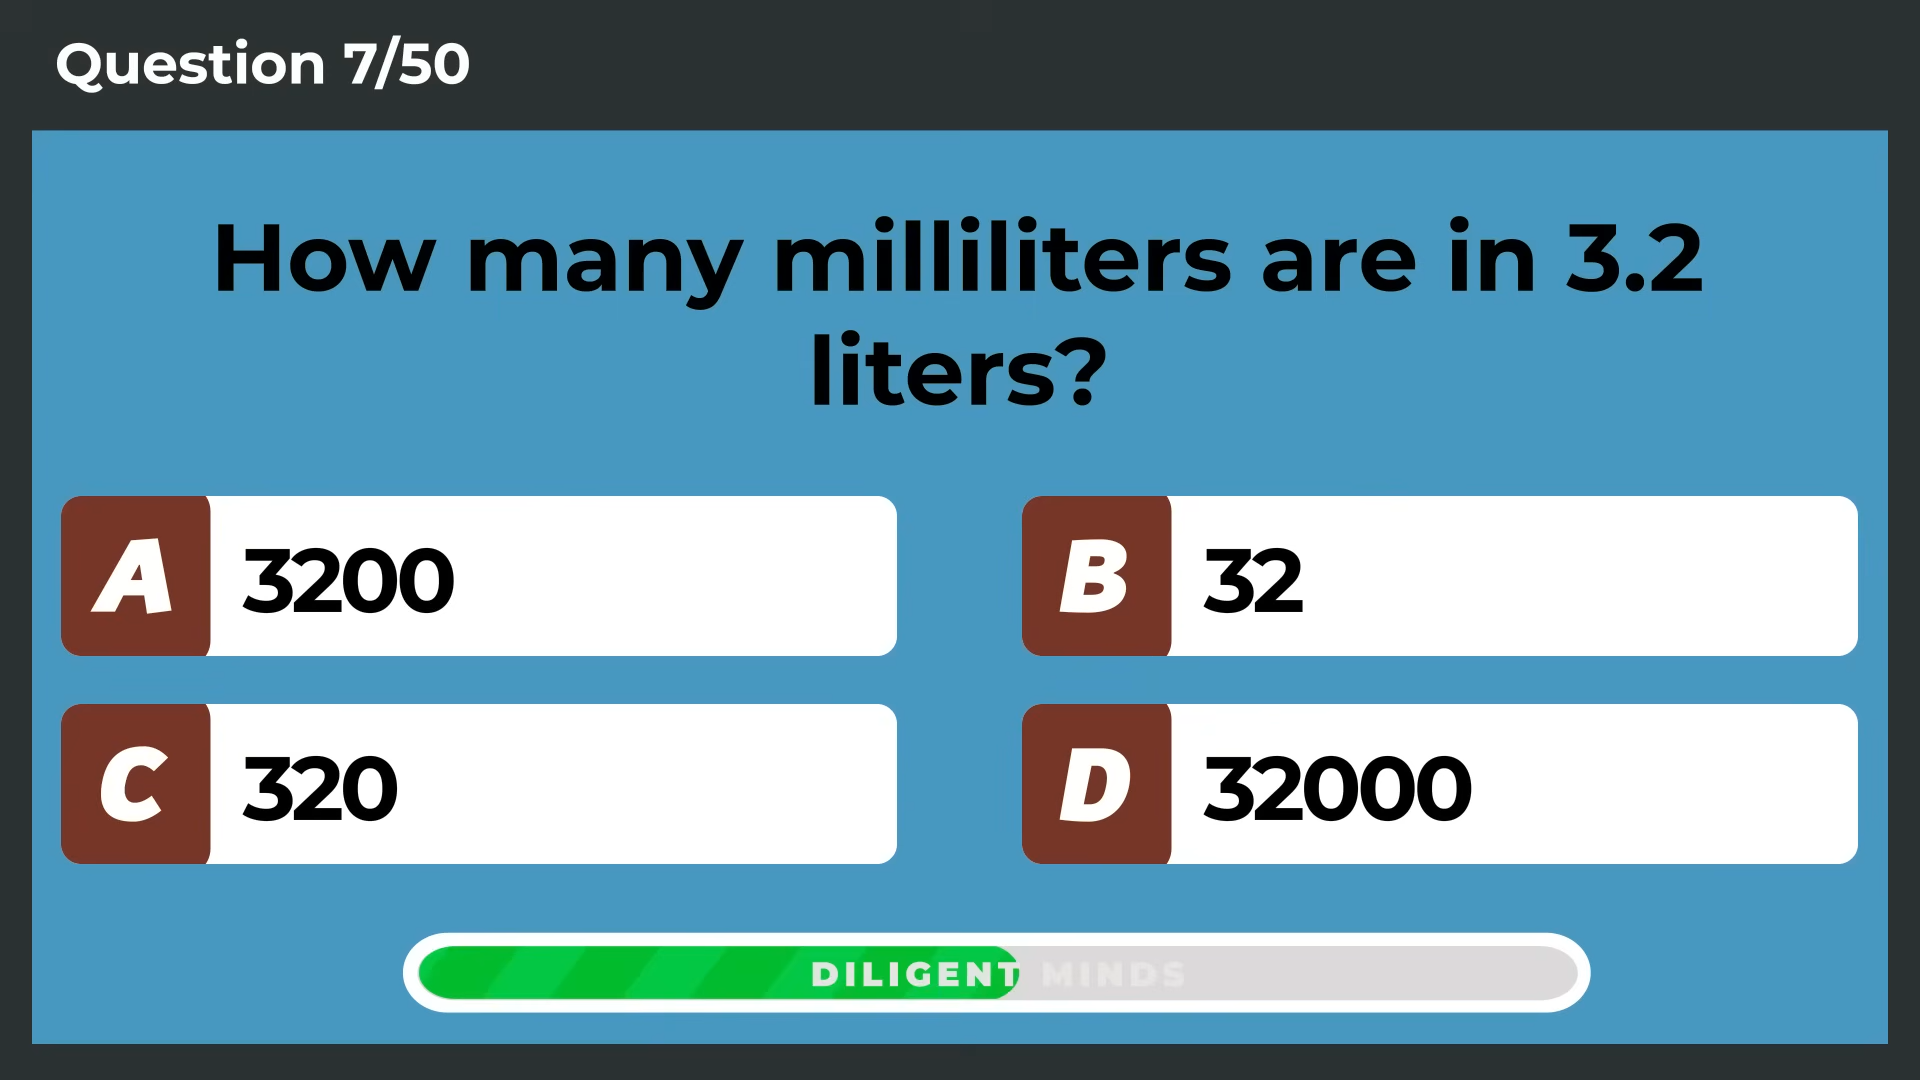 Question 7/50
How many milliliters are in 3.2
liters?
A 3200
B 32
C 320
D 32000
DILIGENT MINDS